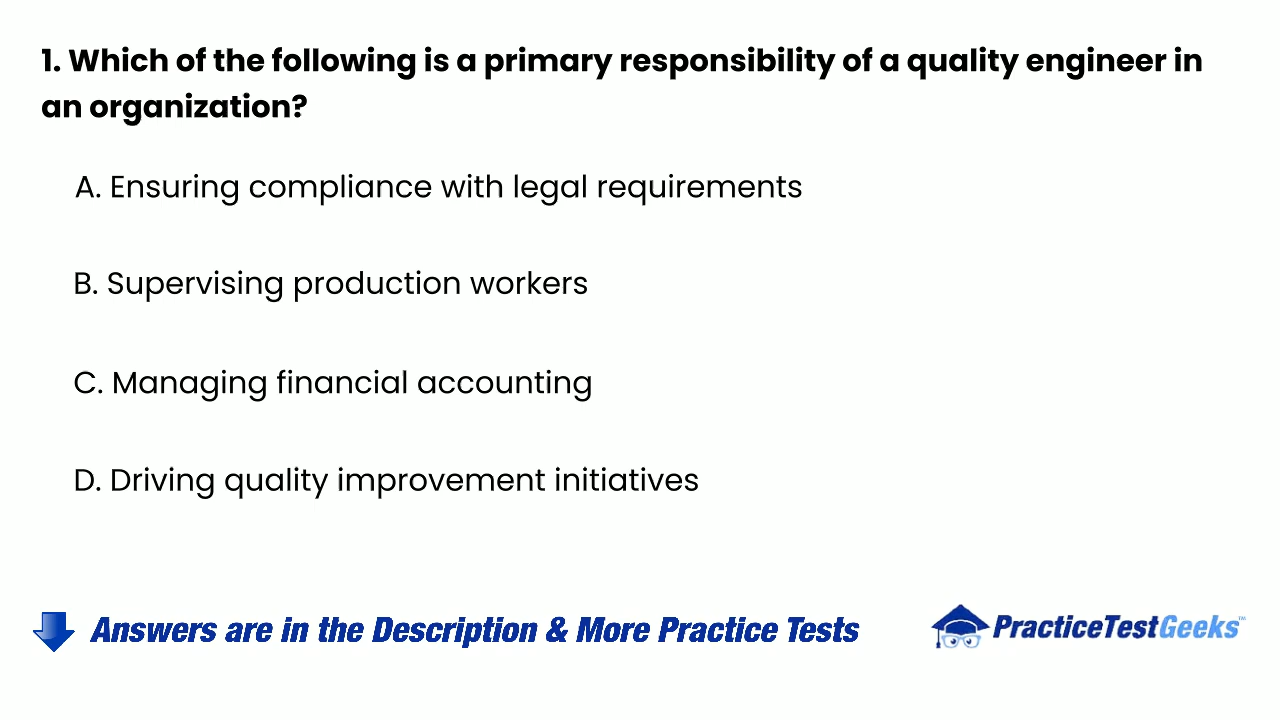 1. Which of the following is a primary responsibility of a quality engineer in
an organization?
A. Ensuring compliance with legal requirements
B. Supervising production workers
C. Managing financial accounting
D. Driving quality improvement initiatives
Answers are in the Description & More Practice Tests
PracticeTestGeeks™